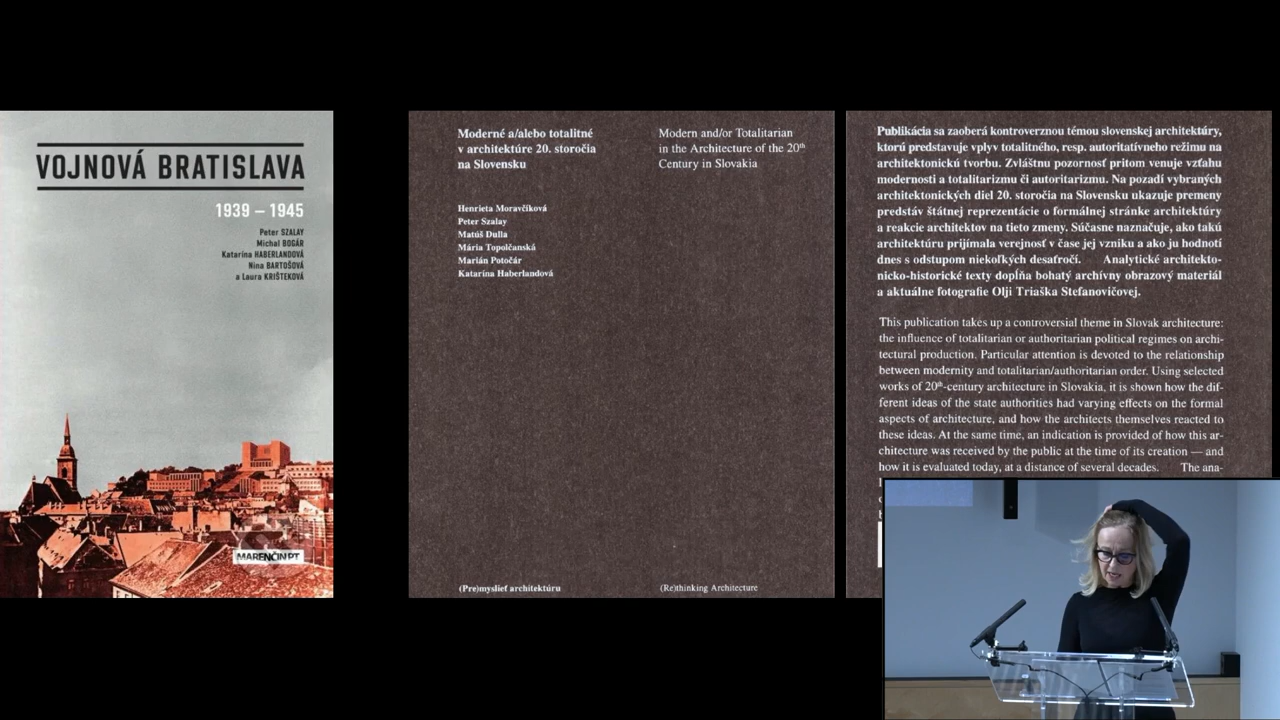 VOJNOVÁ BRATISLAVA
1939 – 1945
Peter SZALAY
Michal BOGÁR
Katarína HABERLANDOVÁ
Nina BARTOŠOVÁ
a Laura KRIŠTEKOVÁ
MARENČIN PT
Moderné a/alebo totalitné
v architektúre 20. storočia
na Slovensku
Modern and/or Totalitarian
in the Architecture of the 20th
Century in Slovakia
Henrieta Moravčíková
Peter Szalay
Matúš Dulla
Mária Topolčanská
Marián Potočár
Katarína Haberlandová
(Pre)myslieť architektúru
(Re)thinking Architecture
Publikácia sa zaoberá kontroverznou témou slovenskej architektúry,
ktorú predstavuje vplyv totalitného, resp. autoritatívneho režimu na
architektonickú tvorbu. Zvláštnu pozornosť pritom venuje vzťahu
modernosti a totalitarizmu či autoritarizmu. Na pozadí vybraných
architektonických diel 20. storočia na Slovensku ukazuje premeny
predstáv štátnej reprezentácie o formálnej stránke architektúry
a reakcie architektov na tieto zmeny. Súčasne naznačuje, ako takú
architektúru prijímala verejnosť v čase jej vzniku a ako ju hodnotí
dnes s odstupom niekoľkých desaťročí. Analytické architekto-
nicko-historické texty dopĺňa bohatý archívny obrazový materiál
a aktuálne fotografie Olji Triaška Stefanovičovej.
This publication takes up a controversial theme in Slovak architecture:
the influence of totalitarian or authoritarian political regimes on archi-
tectural production. Particular attention is devoted to the relationship
between modernity and totalitarian/authoritarian order. Using selected
works of 20th-century architecture in Slovakia, it is shown how the dif-
ferent ideas of the state authorities had varying effects on the formal
aspects of architecture, and how the architects themselves reacted to
these ideas. At the same time, an indication is provided of how this ar-
chitecture was received by the public at the time of its creation — and
how it is evaluated today, at a distance of several decades. The ana-